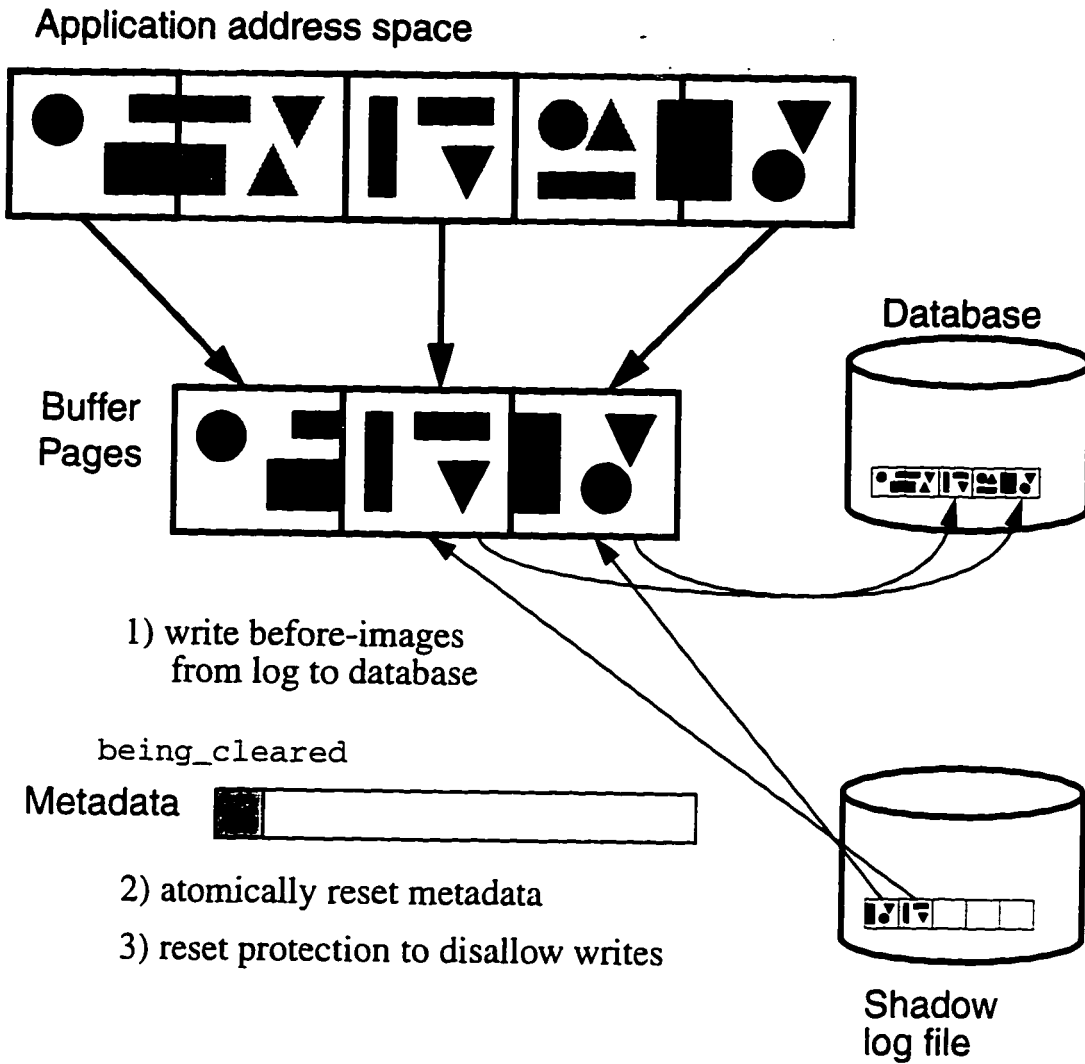 Application address space
Database
Buffer
Pages
1) write before-images
from log to database
being_cleared
Metadata
2) atomically reset metadata
3) reset protection to disallow writes
Shadow
log file